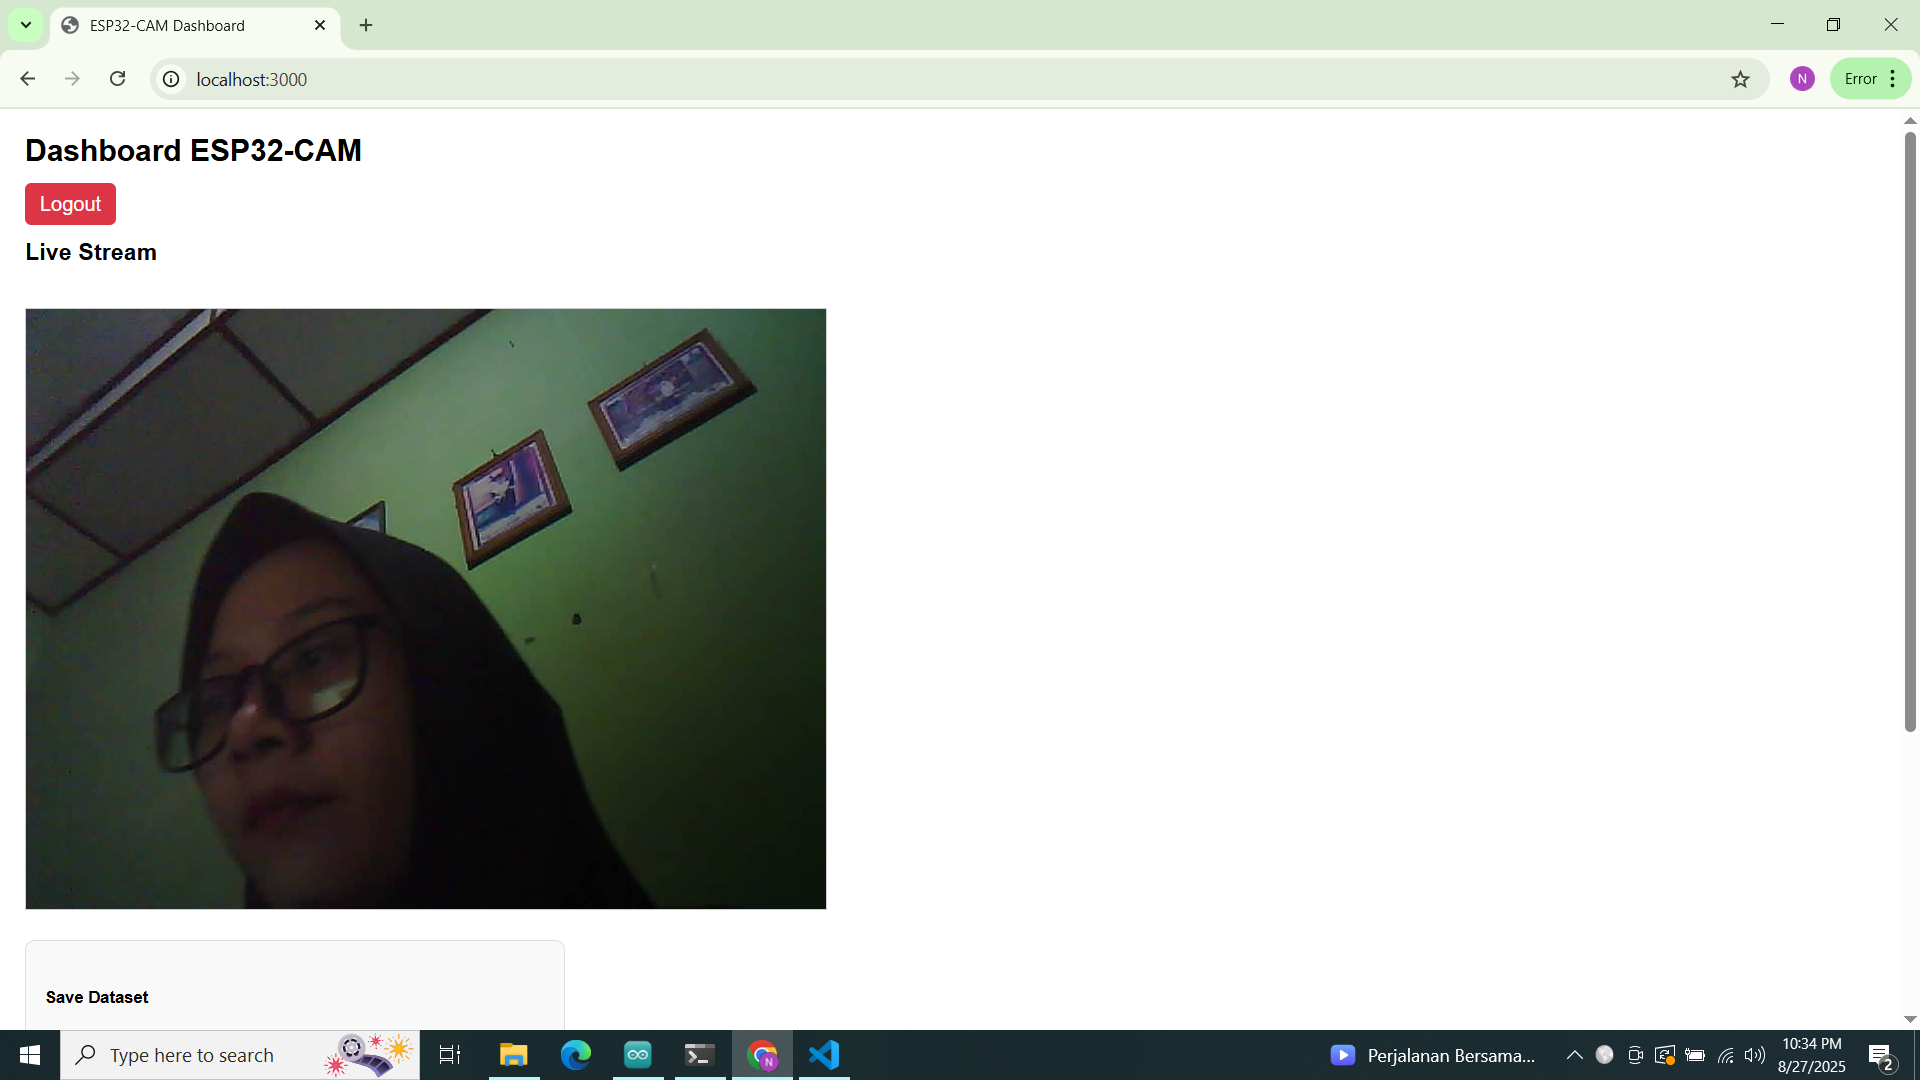 ESP32-CAM Dashboard
localhost:3000
N
Error
Dashboard ESP32-CAM
Logout
Live Stream
Save Dataset
Type here to search
N
Perjalanan Bersama...
10:34 PM
8/27/2025
2